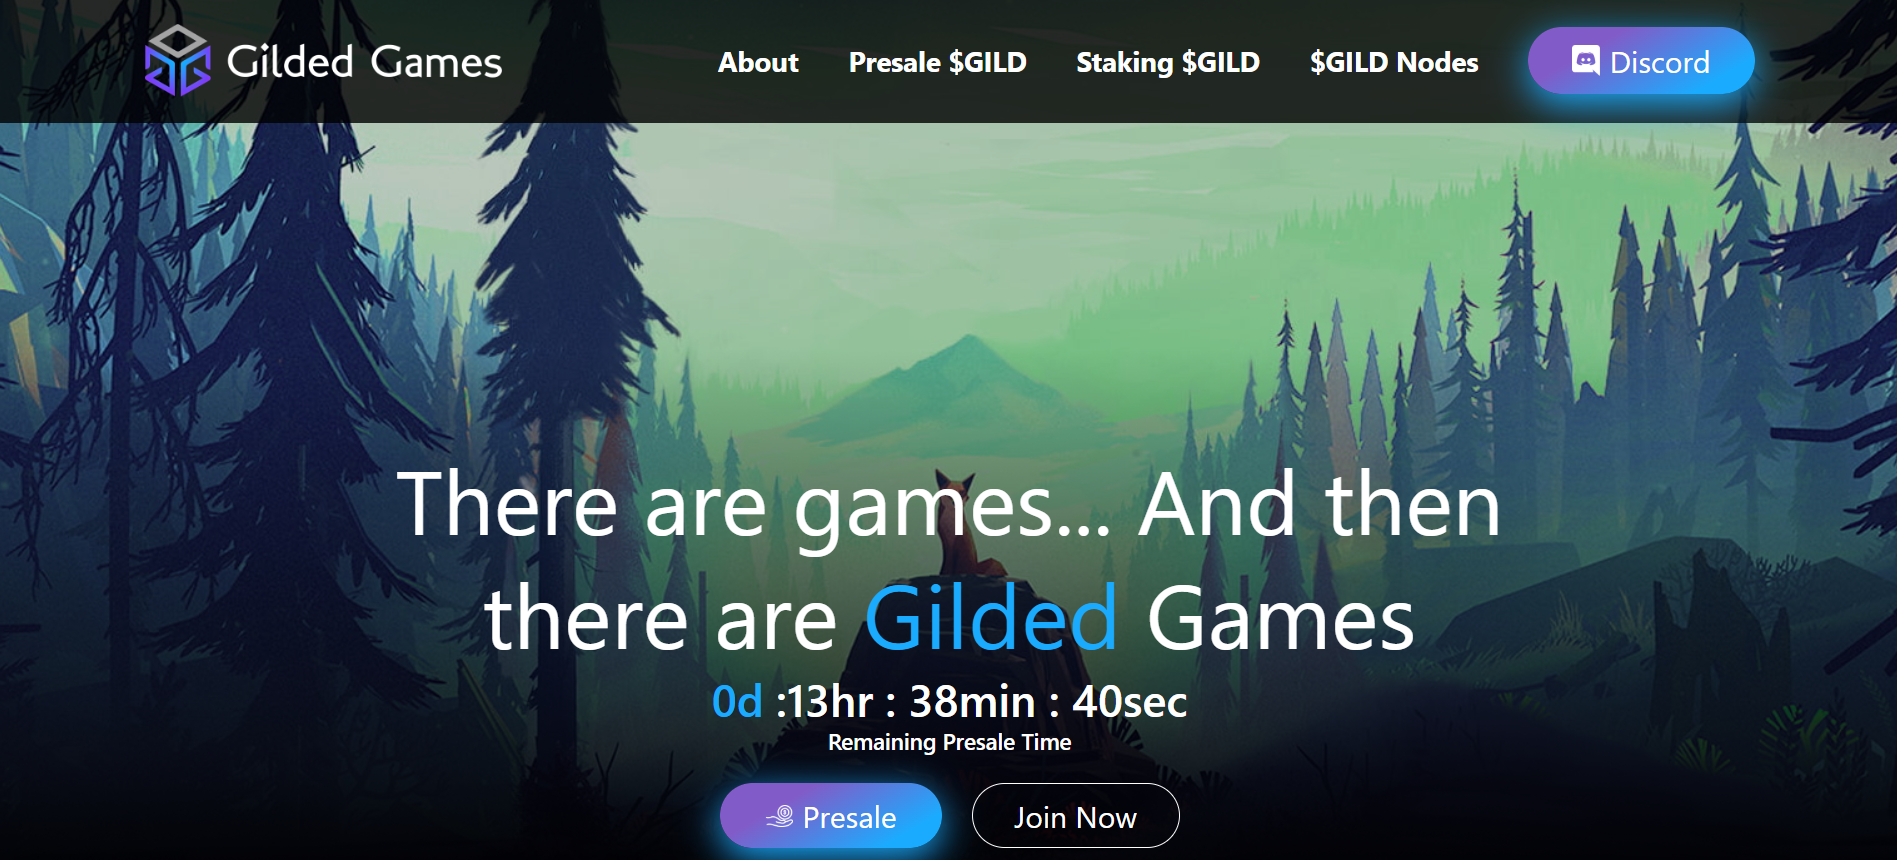 Gilded Games
About
Presale $GILD
Staking $GILD
$GILD Nodes
Discord
There are games... And then
there are Gilded Games
0d :13hr : 38min : 40sec
Remaining Presale Time
Presale
Join Now